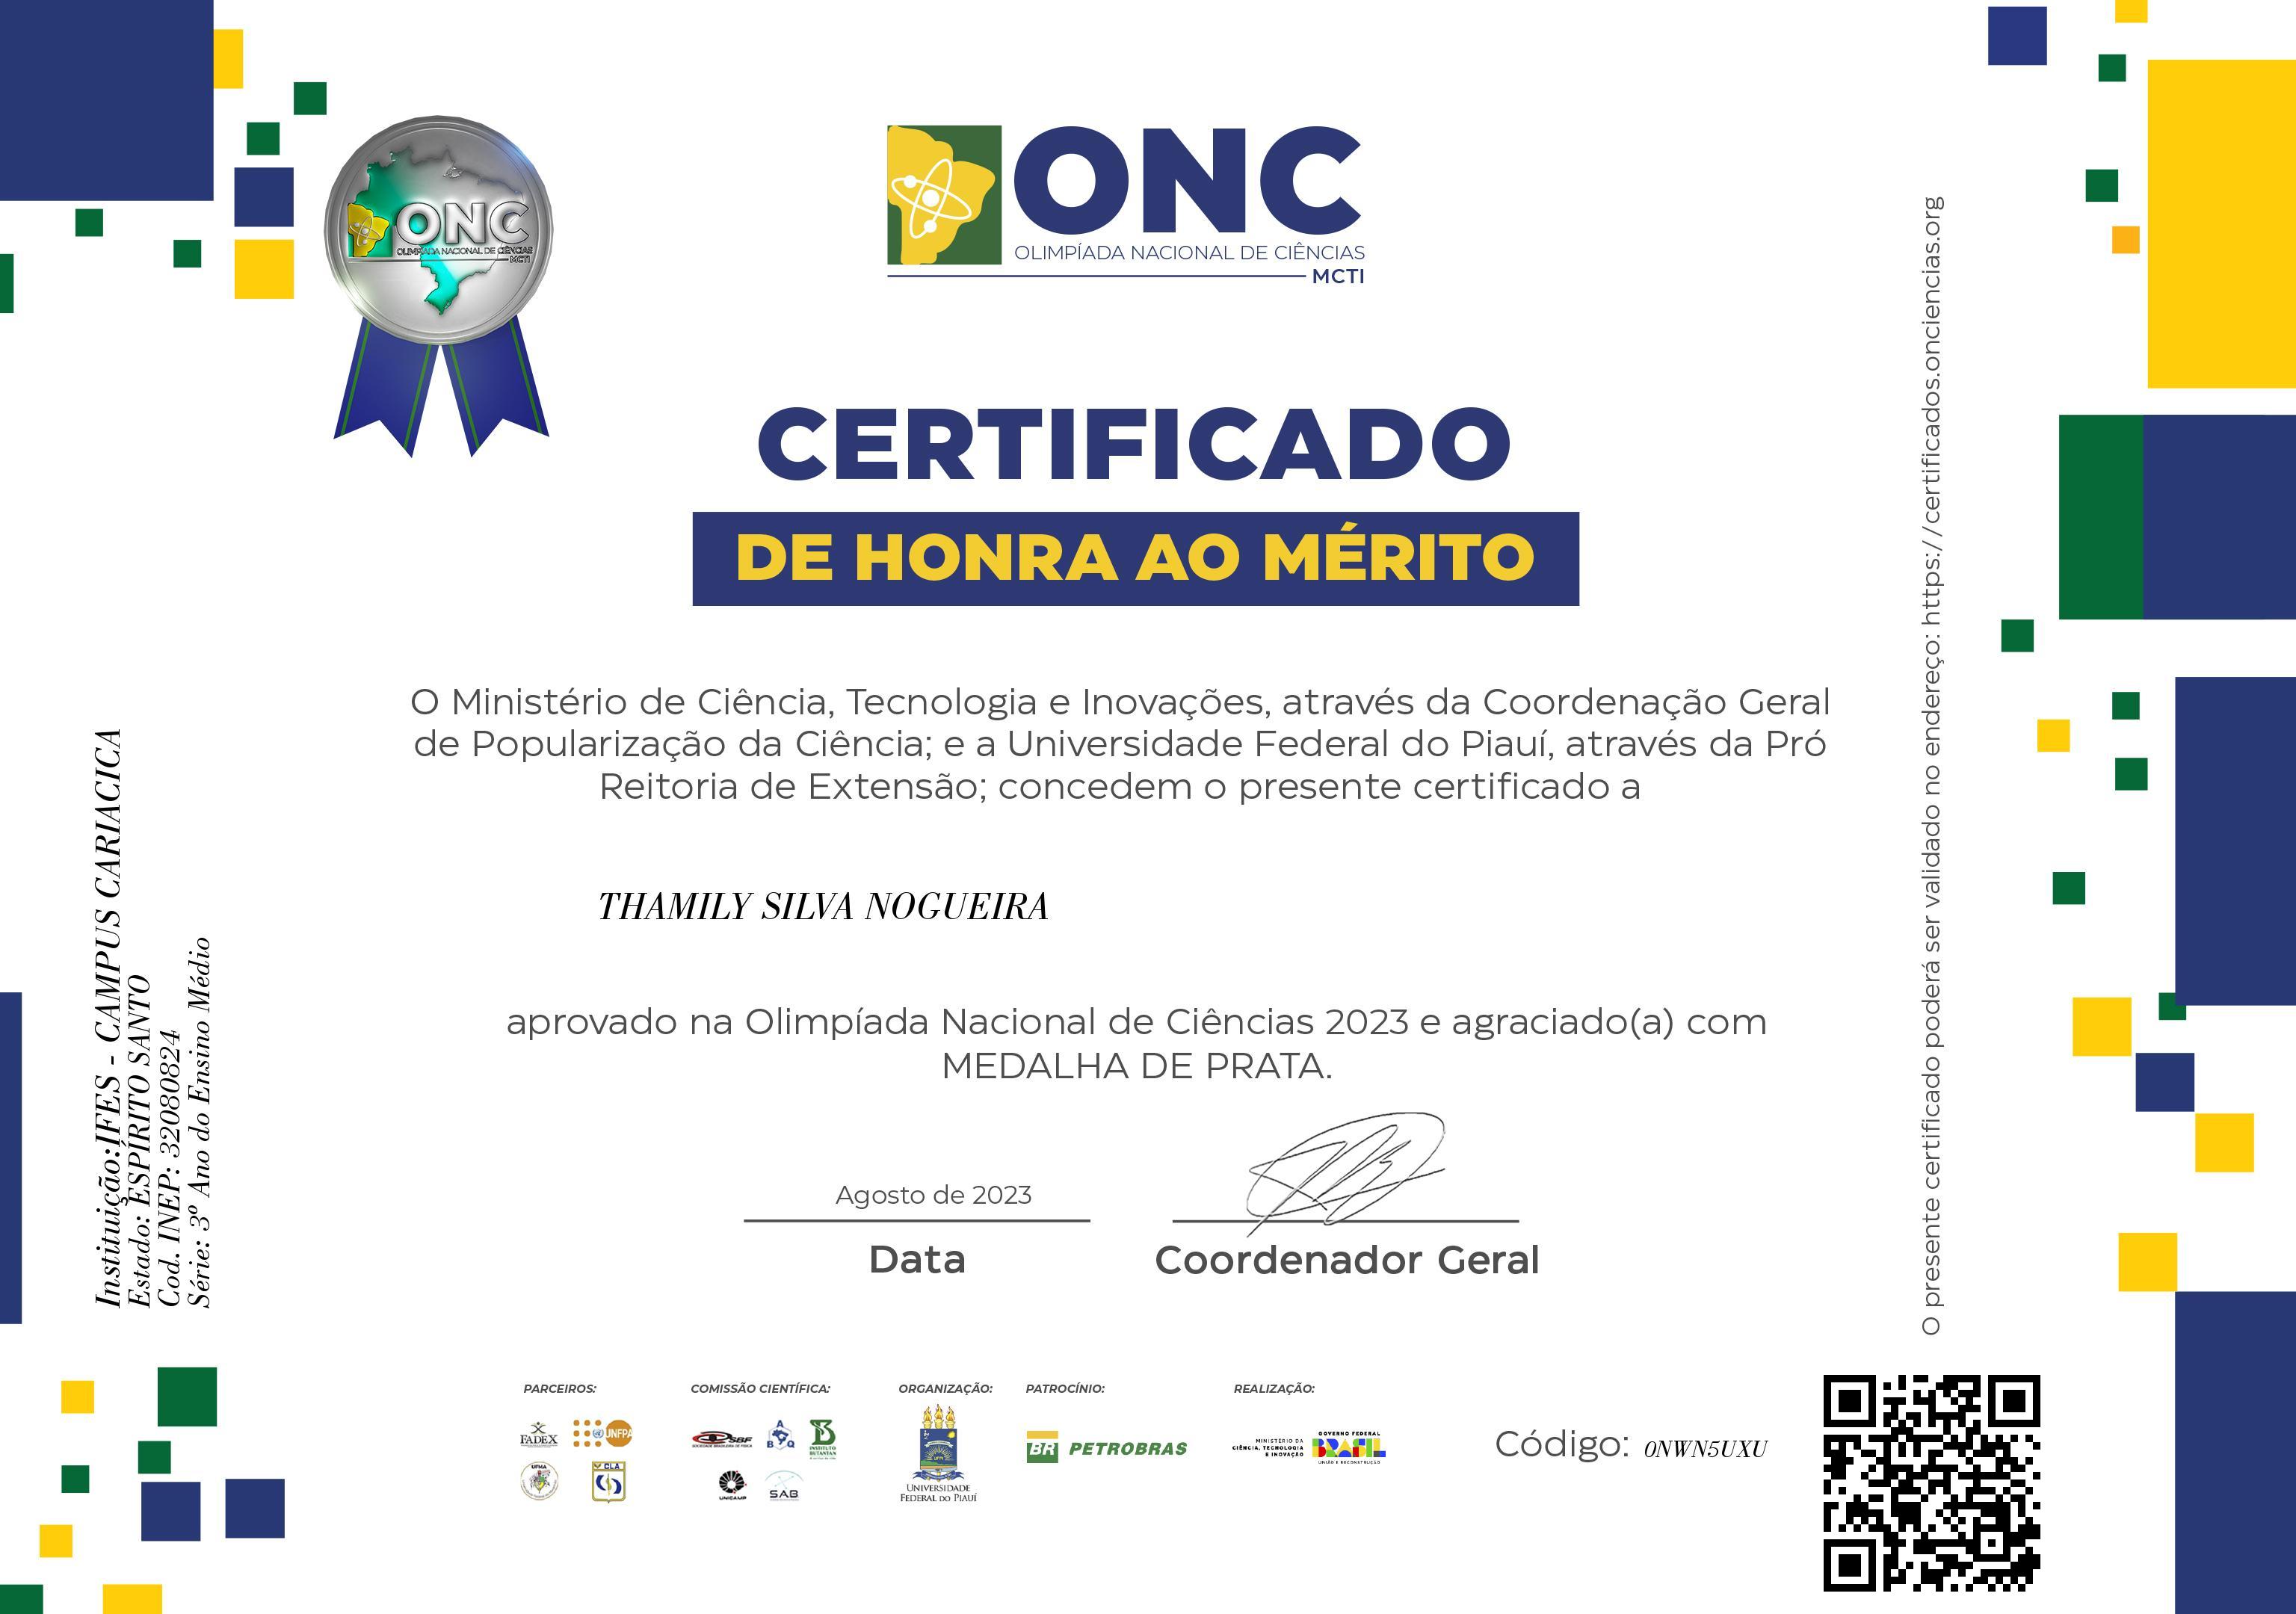 ONC
OLIMPÍADA NACIONAL DE CIÊNCIAS
MCTI
ONC
OLIMPÍADA NACIONAL DE CIÊNCIAS
MCTI
CERTIFICADO
DE HONRA AO MÉRITO
O Ministério de Ciência, Tecnologia e Inovações, através da Coordenação Geral
de Popularização da Ciência; e a Universidade Federal do Piauí, através da Pró
Reitoria de Extensão; concedem o presente certificado a
THAMILY SILVA NOGUEIRA
aprovado na Olimpíada Nacional de Ciências 2023 e agraciado(a) com
MEDALHA DE PRATA.
Agosto de 2023
Data
Coordenador Geral
Instituição:IFES - CAMPUS CARIACICA
Estado: ESPÍRITO SANTO
Cod. INEP: 32080824
Série: 3º Ano do Ensino Médio
O presente certificado poderá ser validado no endereço: https://certificados.onciencias.org
PARCEIROS:
FADEX
UNFPA
UFMA
CLA
COMISSÃO CIENTÍFICA:
SBF
SOCIEDADE BRASILEIRA DE FÍSICA
ABQ
INSTITUTO
BUTANTAN
UNICAMP
SAB
ORGANIZAÇÃO:
UNIVERSIDADE
FEDERAL DO PIAUÍ
PATROCÍNIO:
BR PETROBRAS
REALIZAÇÃO:
MINISTÉRIO DA
CIÊNCIA, TECNOLOGIA
E INOVAÇÃO
GOVERNO FEDERAL
BRASIL
UNIÃO E RECONSTRUÇÃO
Código: 0NWN5UXU